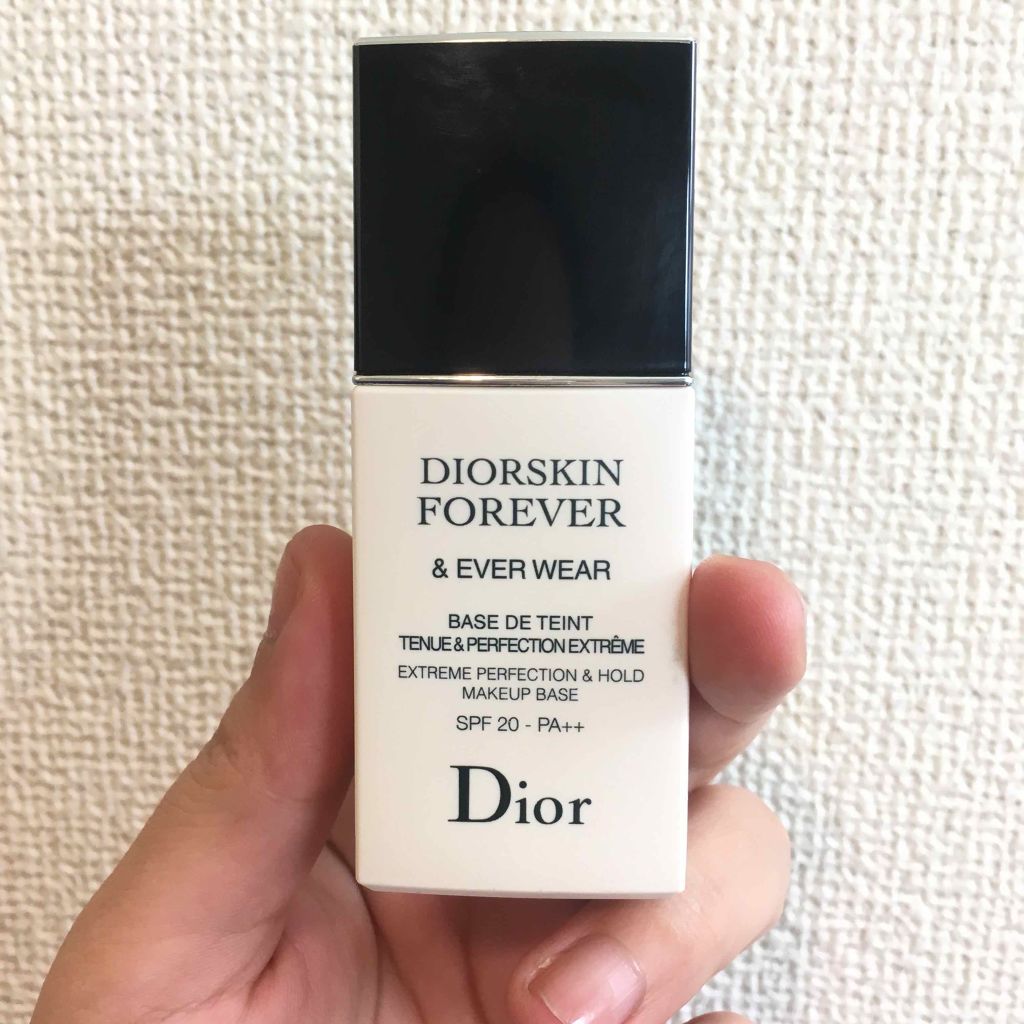 DIORSKIN
FOREVER
& EVER WEAR
BASE DE TEINT
TENUE & PERFECTION EXTRÊME
EXTREME PERFECTION & HOLD
MAKEUP BASE
SPF 20 - PA++
Dior